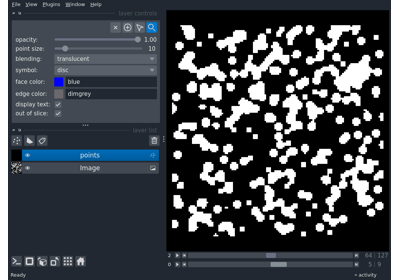 File View Plugins Window Help
layer controls
opacity: 1.00
point size: 10
blending: translucent
symbol: disc
face color: blue
edge color: dimgrey
display text:
out of slice:
layer list
points
Image
2 64 127
0 5 9
Ready activity